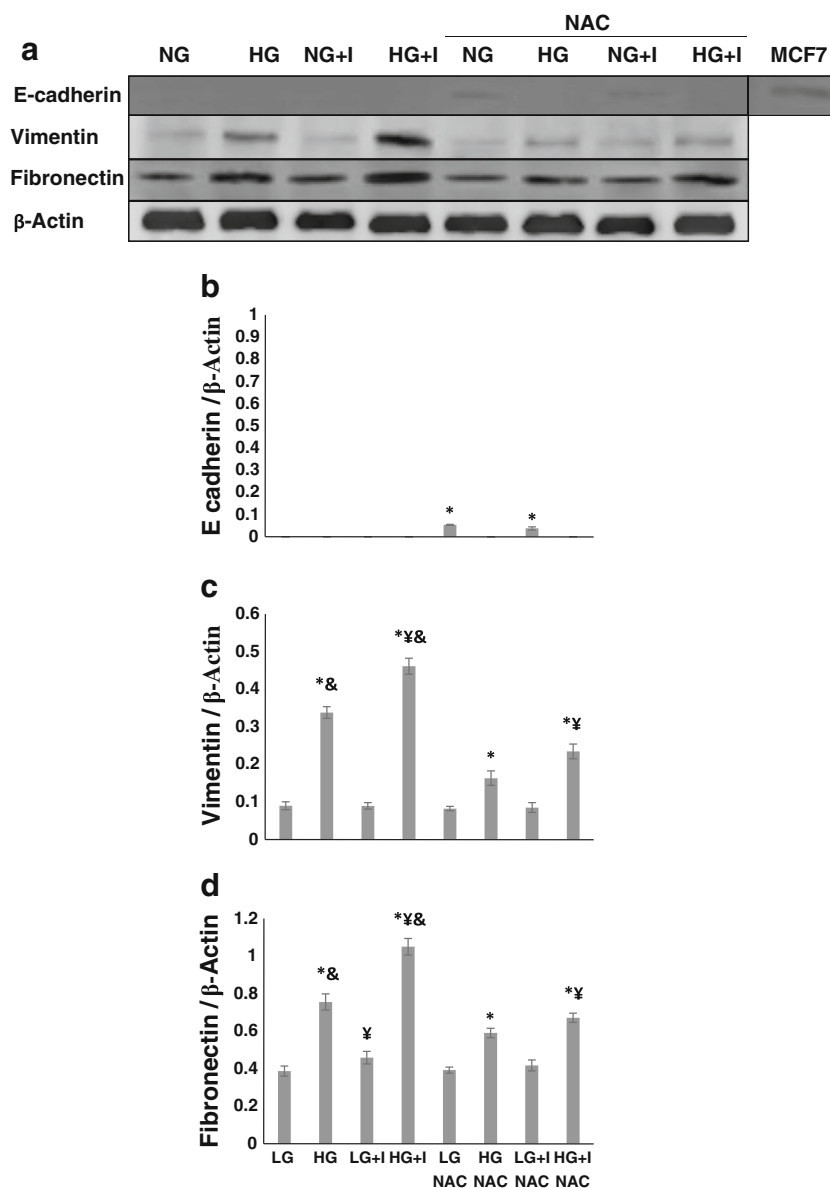 NAC
a NG HG NG+I HG+I NG HG NG+I HG+I MCF7
E-cadherin
Vimentin
Fibronectin
β-Actin
b
E cadherin /β-Actin
1
0.9
0.8
0.7
0.6
0.5
0.4
0.3
0.2
0.1
0
* *
c
Vimentin / β-Actin
0.6
0.5
0.4
0.3
0.2
0.1
0
*& *¥& * *¥
d
Fibronectin / β-Actin
1.2
1
0.8
0.6
0.4
0.2
0
*& ¥ *¥& * *¥
LG HG LG+I HG+I LG HG LG+I HG+I
NAC NAC NAC NAC